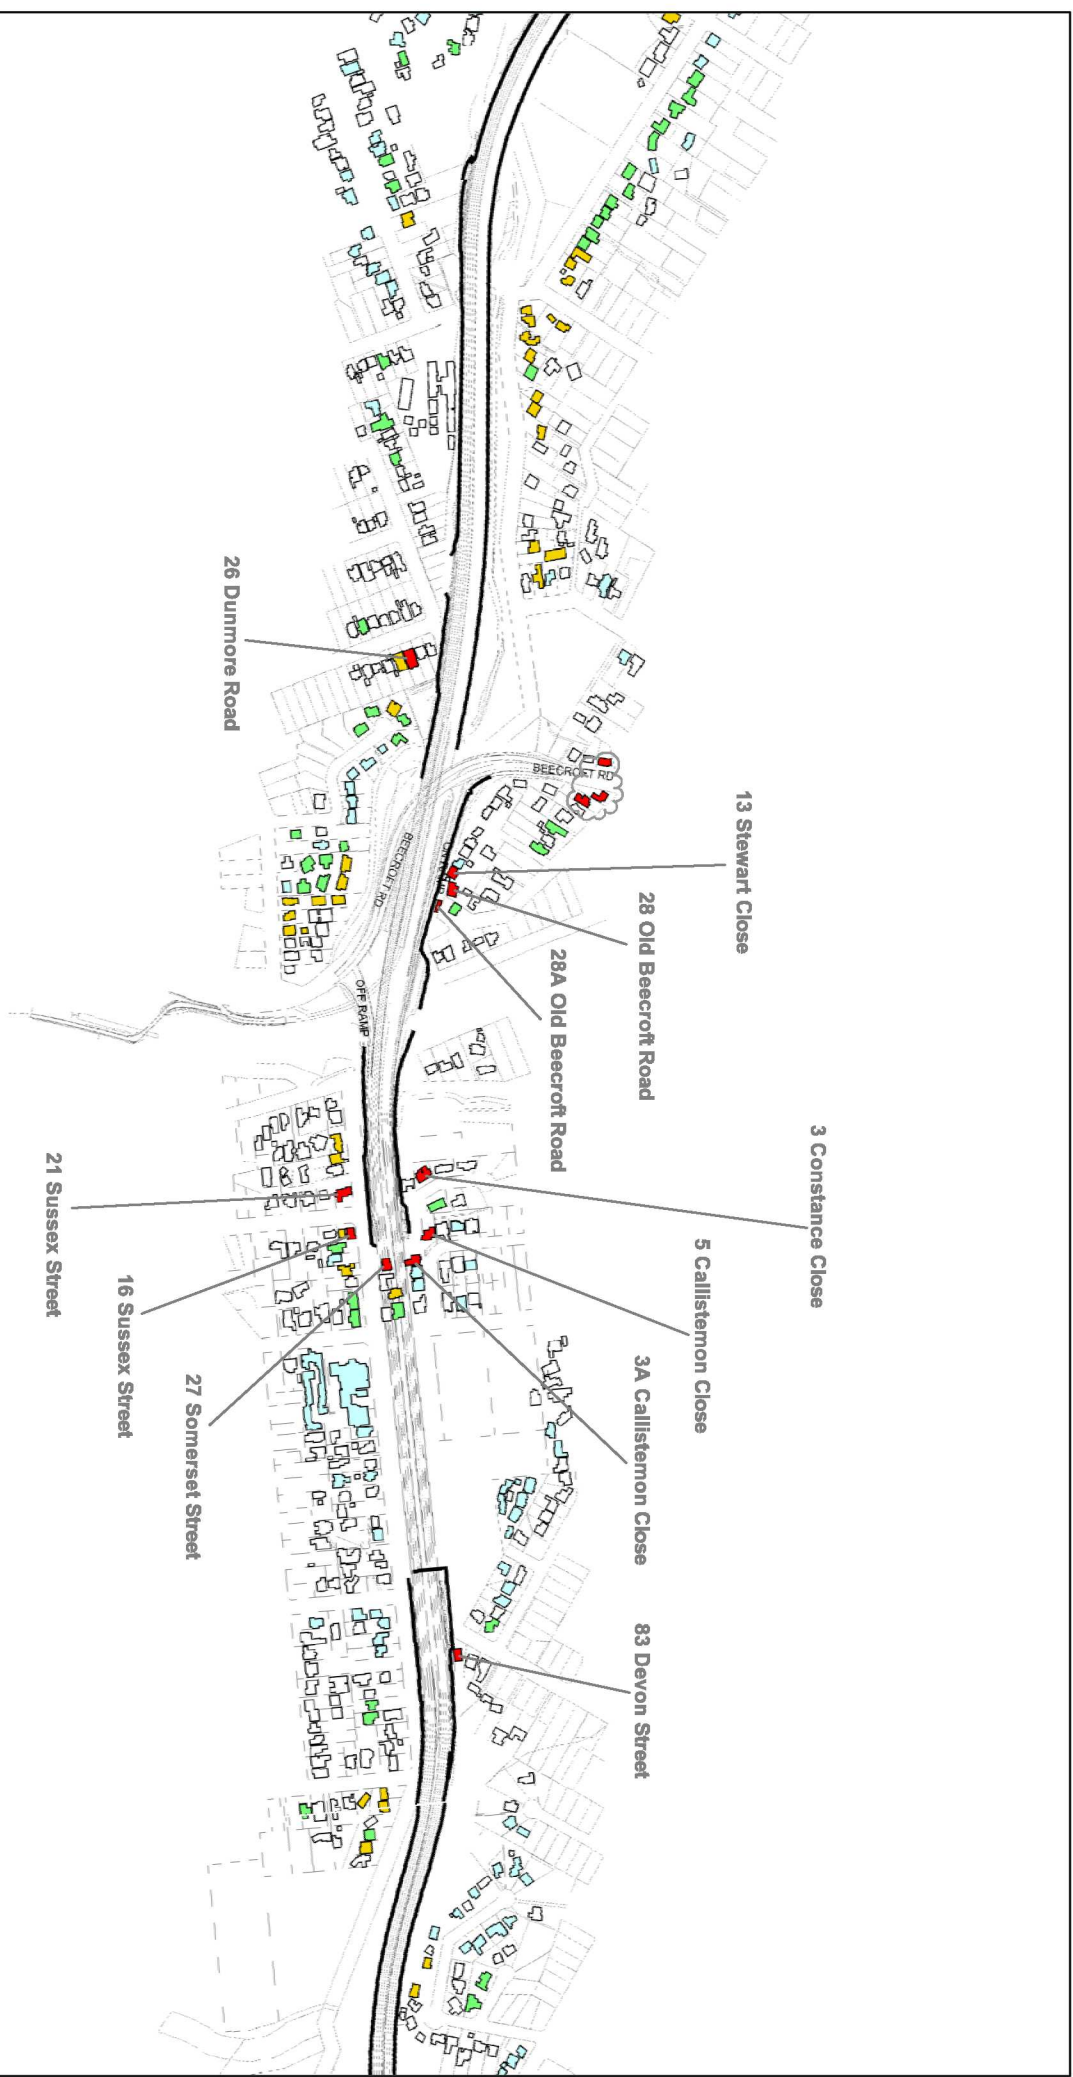 26 Dunmore Road
BEECROFT RD
13 Stewart Close
28 Old Beecroft Road
28A Old Beecroft Road
BEECROFT RD
OFF RAMP
3 Constance Close
5 Callistemon Close
3A Callistemon Close
21 Sussex Street
16 Sussex Street
27 Somerset Street
83 Devon Street